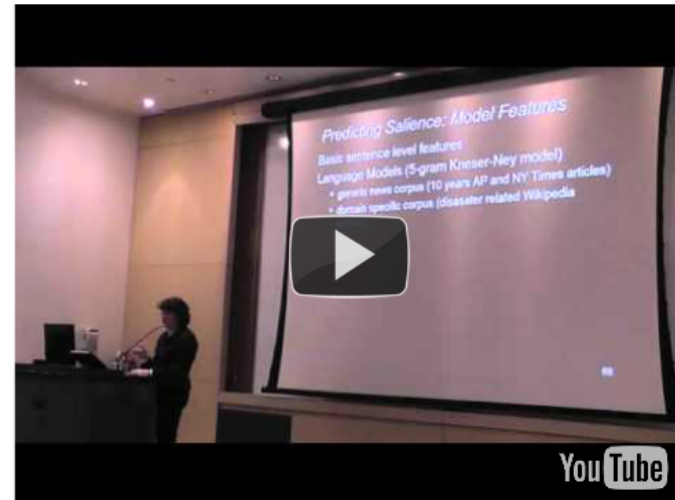 Predicting Salience: Model Features
Basic sentence level features
Language Models (5-gram Kneser-Ney model)
• generic news corpus (10 years AP and NY Times articles)
• domain specific corpus (disasater related Wikipedia
YouTube